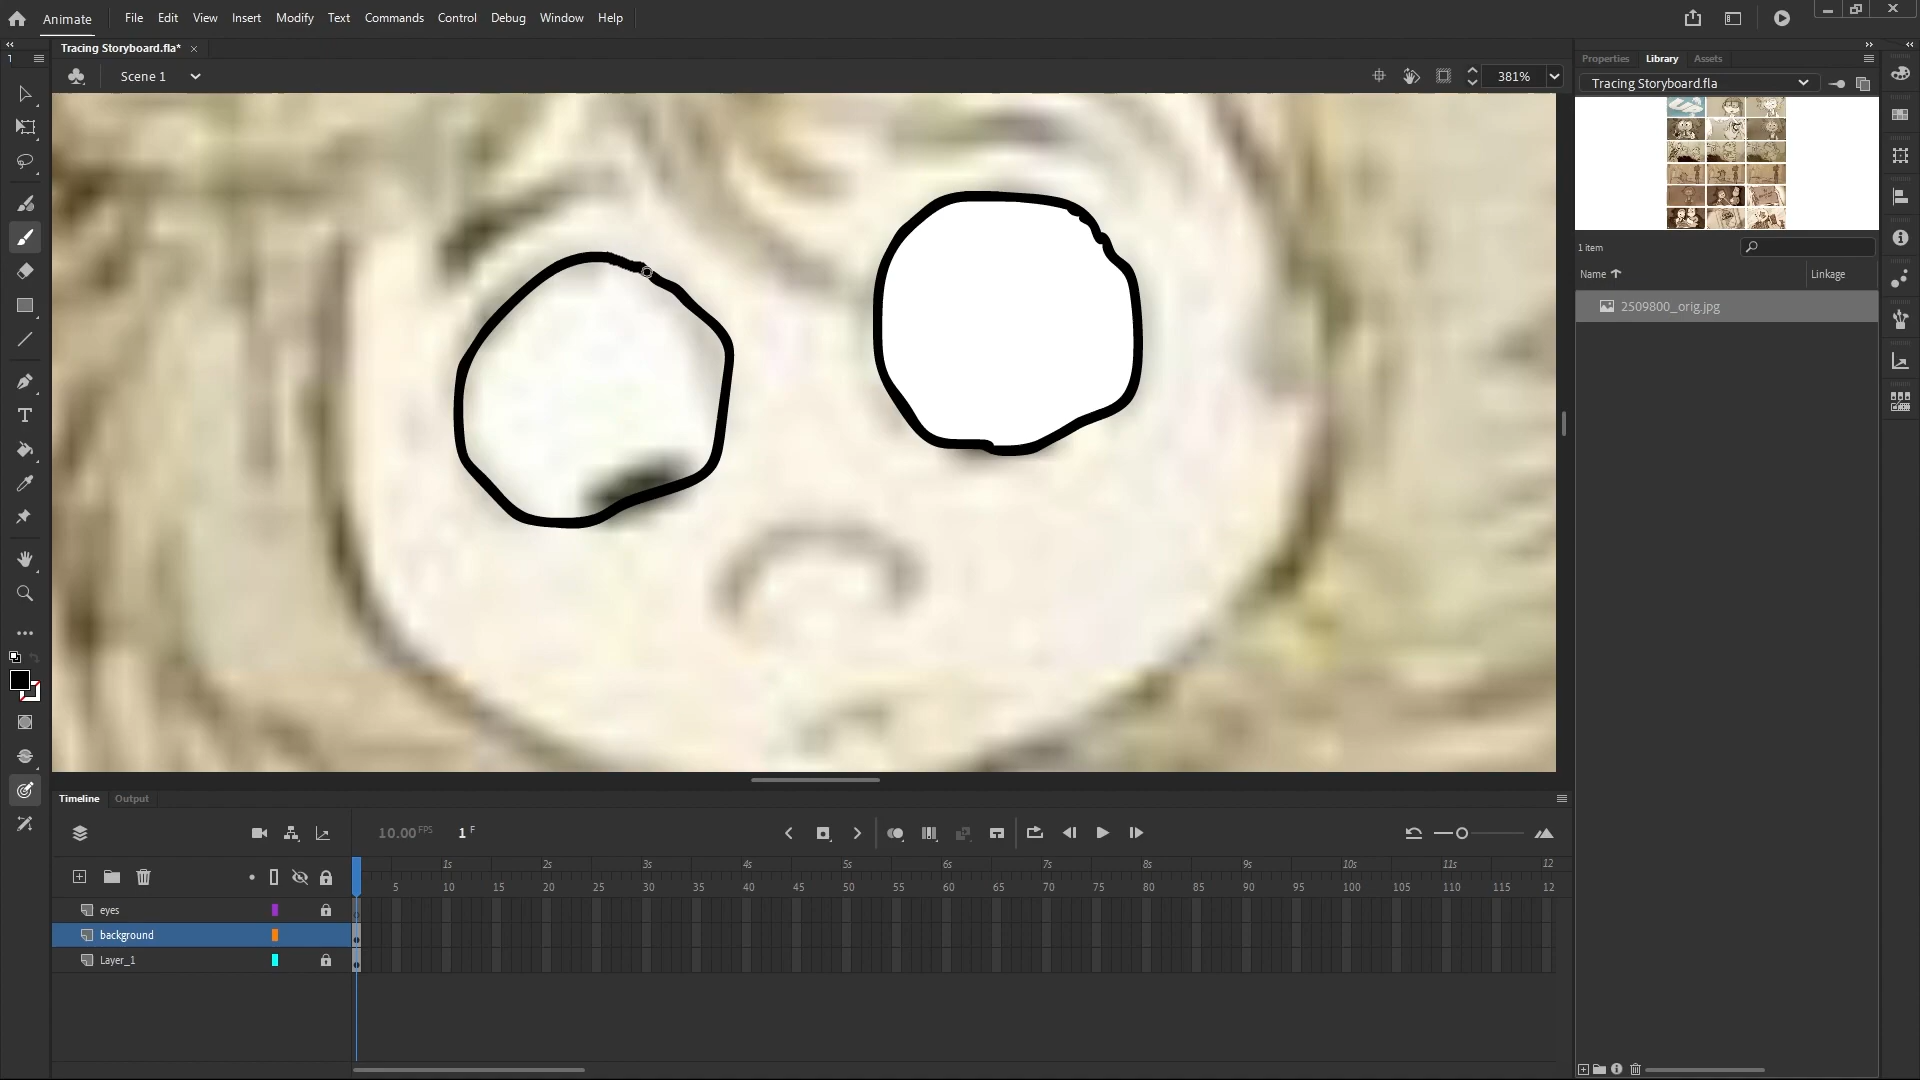 Animate File Edit View Insert Modify Text Commands Control Debug Window Help
Tracing Storyboard.fla*
Scene 1
381%
Properties Library Assets
Tracing Storyboard.fla
1 item
Name Linkage
2509800_orig.jpg
Timeline Output
10.00 FPS 1 F
1s 2s 3s 4s 5s 6s 7s 8s 9s 10s 11s 12
5 10 15 20 25 30 35 40 45 50 55 60 65 70 75 80 85 90 95 100 105 110 115 12
eyes
background
Layer_1